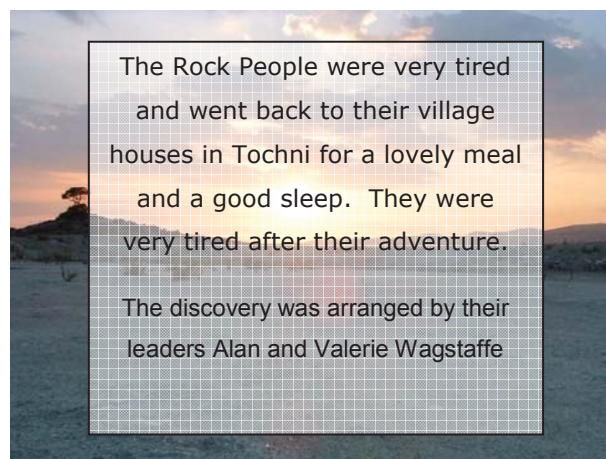 The Rock People were very tired
and went back to their village
houses in Tochni for a lovely meal
and a good sleep.  They were
very tired after their adventure.
The discovery was arranged by their
leaders Alan and Valerie Wagstaffe